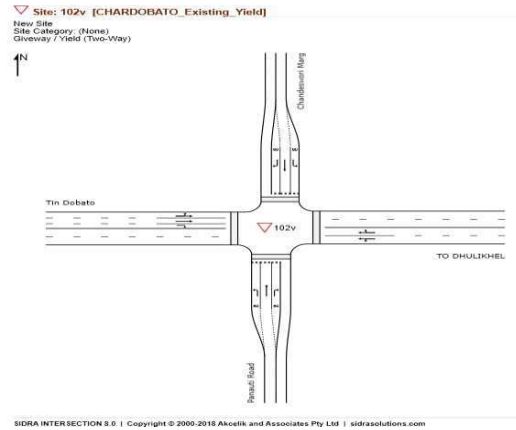 Site: 102v [CHARDOBATO_Existing_Yield]
New Site
Site Category: (None)
Giveway / Yield (Two-Way)
N
Chandeswori Marg
Tin Dobato
102v
TO DHULIKHEL
Panauti Road
SIDRA INTERSECTION 8.0 | Copyright © 2000-2018 Akcelik and Associates Pty Ltd | sidrasolutions.com